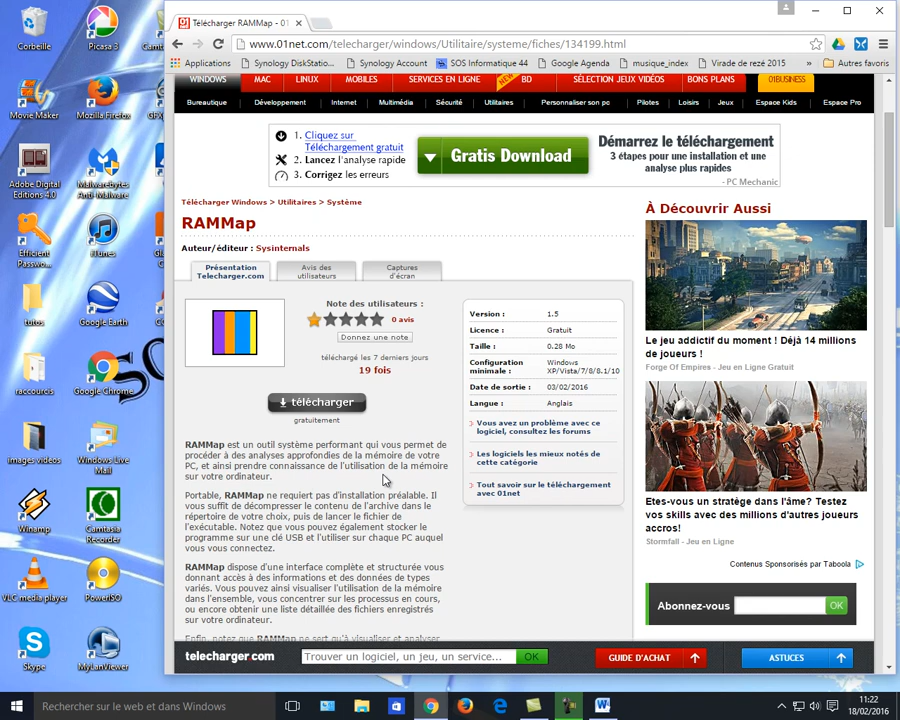 Corbeille
Picasa 3
Movie Maker
Mozilla Firefox
Adobe Digital
Editions 4.0
Malwarebytes
Anti-Malware
Efficient
Passwo...
iTunes
tutos
Google Earth
raccourcis
Google Chrome
images videos
Windows Live
Mail
Winamp
Camtasia
Recorder
VLC media player
PowerISO
Skype
MyLanViewer
Télécharger RAMMap - 01
www.01net.com/telecharger/windows/Utilitaire/systeme/fiches/134199.html
Applications
Synology DiskStatio...
Synology Account
SOS Informatique 44
Google Agenda
musique_index
Virade de rezé 2015
»
Autres favoris
WINDOWS MAC LINUX MOBILES SERVICES EN LIGNE NEW BD SÉLECTION JEUX VIDÉOS BONS PLANS 01BUSINESS
Bureautique Développement Internet Multimédia Sécurité Utilitaires Personnaliser son pc Pilotes Loisirs Jeux Espace Kids Espace Pro
1. Cliquez sur
Téléchargement gratuit
2. Lancez l'analyse rapide
3. Corrigez les erreurs
Gratis Download
Démarrez le téléchargement
3 étapes pour une installation et une
analyse plus rapides
- PC Mechanic
Télécharger Windows > Utilitaires > Système
RAMMap
Auteur/éditeur : Sysinternals
Présentation
Telecharger.com
Avis des
utilisateurs
Captures
d'écran
Note des utilisateurs :
0 avis
Donnez une note
téléchargé les 7 derniers jours
19 fois
télécharger
gratuitement
Version : 1.5
Licence : Gratuit
Taille : 0.28 Mo
Configuration
minimale :
Windows
XP/Vista/7/8/8.1/10
Date de sortie : 03/02/2016
Langue : Anglais
Vous avez un problème avec ce
logiciel, consultez les forums
Les logiciels les mieux notés de
cette catégorie
Tout savoir sur le téléchargement
avec 01net
RAMMap est un outil système performant qui vous permet de
procéder à des analyses approfondies de la mémoire de votre
PC, et ainsi prendre connaissance de l'utilisation de la mémoire
sur votre ordinateur.
Portable, RAMMap ne requiert pas d'installation préalable. Il
vous suffit de décompresser le contenu de l'archive dans le
répertoire de votre choix, puis de lancer le fichier de
l'exécutable. Notez que vous pouvez également stocker le
programme sur une clé USB et l'utiliser sur chaque PC auquel
vous vous connectez.
RAMMap dispose d'une interface complète et structurée vous
donnant accès à des informations et des données de types
variés. Vous pouvez ainsi visualiser l'utilisation de la mémoire
dans l'ensemble, vous concentrer sur les processus en cours,
ou encore obtenir une liste détaillée des fichiers enregistrés
sur votre ordinateur.
Enfin, notez que RAMMap ne sert qu'à visualiser et analyser
À Découvrir Aussi
Le jeu addictif du moment ! Déjà 14 millions
de joueurs !
Forge Of Empires - Jeu en Ligne Gratuit
Etes-vous un stratège dans l'âme? Testez
vos skills avec des millions d'autres joueurs
accros!
Stormfall - Jeu en Ligne
Contenus Sponsorisés par Taboola
Abonnez-vous
OK
telecharger.com
Trouver un logiciel, un jeu, un service...
OK
GUIDE D'ACHAT
ASTUCES
Rechercher sur le web et dans Windows
11:22
18/02/2016